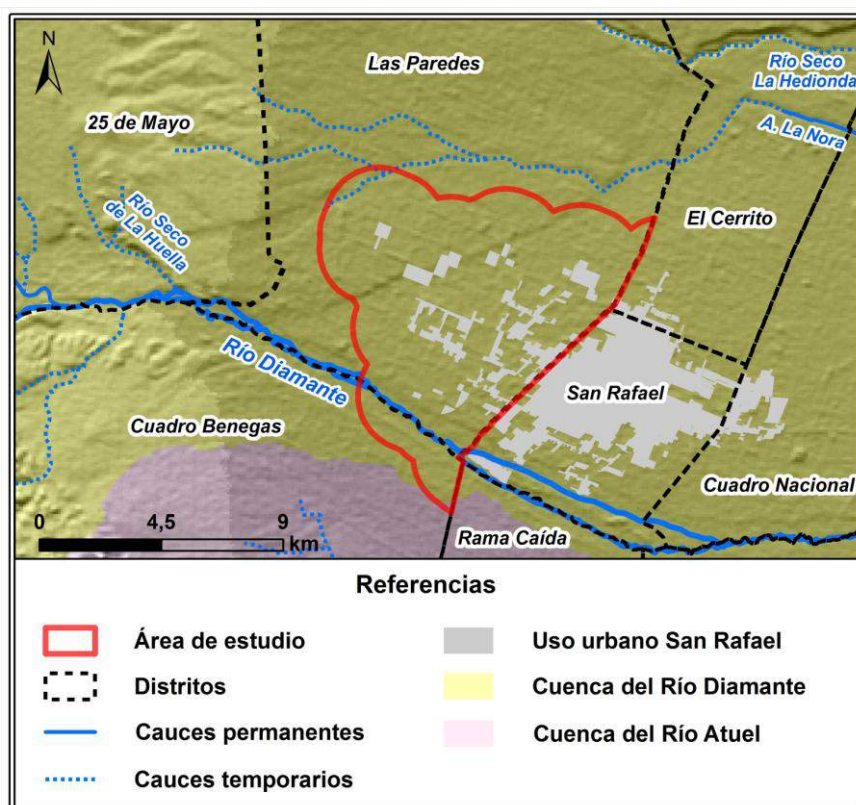 N
Las Paredes
Río Seco
La Hedionda
25 de Mayo
A. La Nora
El Cerrito
Río Seco
de La Huella
Río Diamante
San Rafael
Cuadro Benegas
Cuadro Nacional
0 4,5 9
km
Rama Caída
Referencias
Área de estudio
Uso urbano San Rafael
Distritos
Cuenca del Río Diamante
Cauces permanentes
Cuenca del Río Atuel
Cauces temporarios